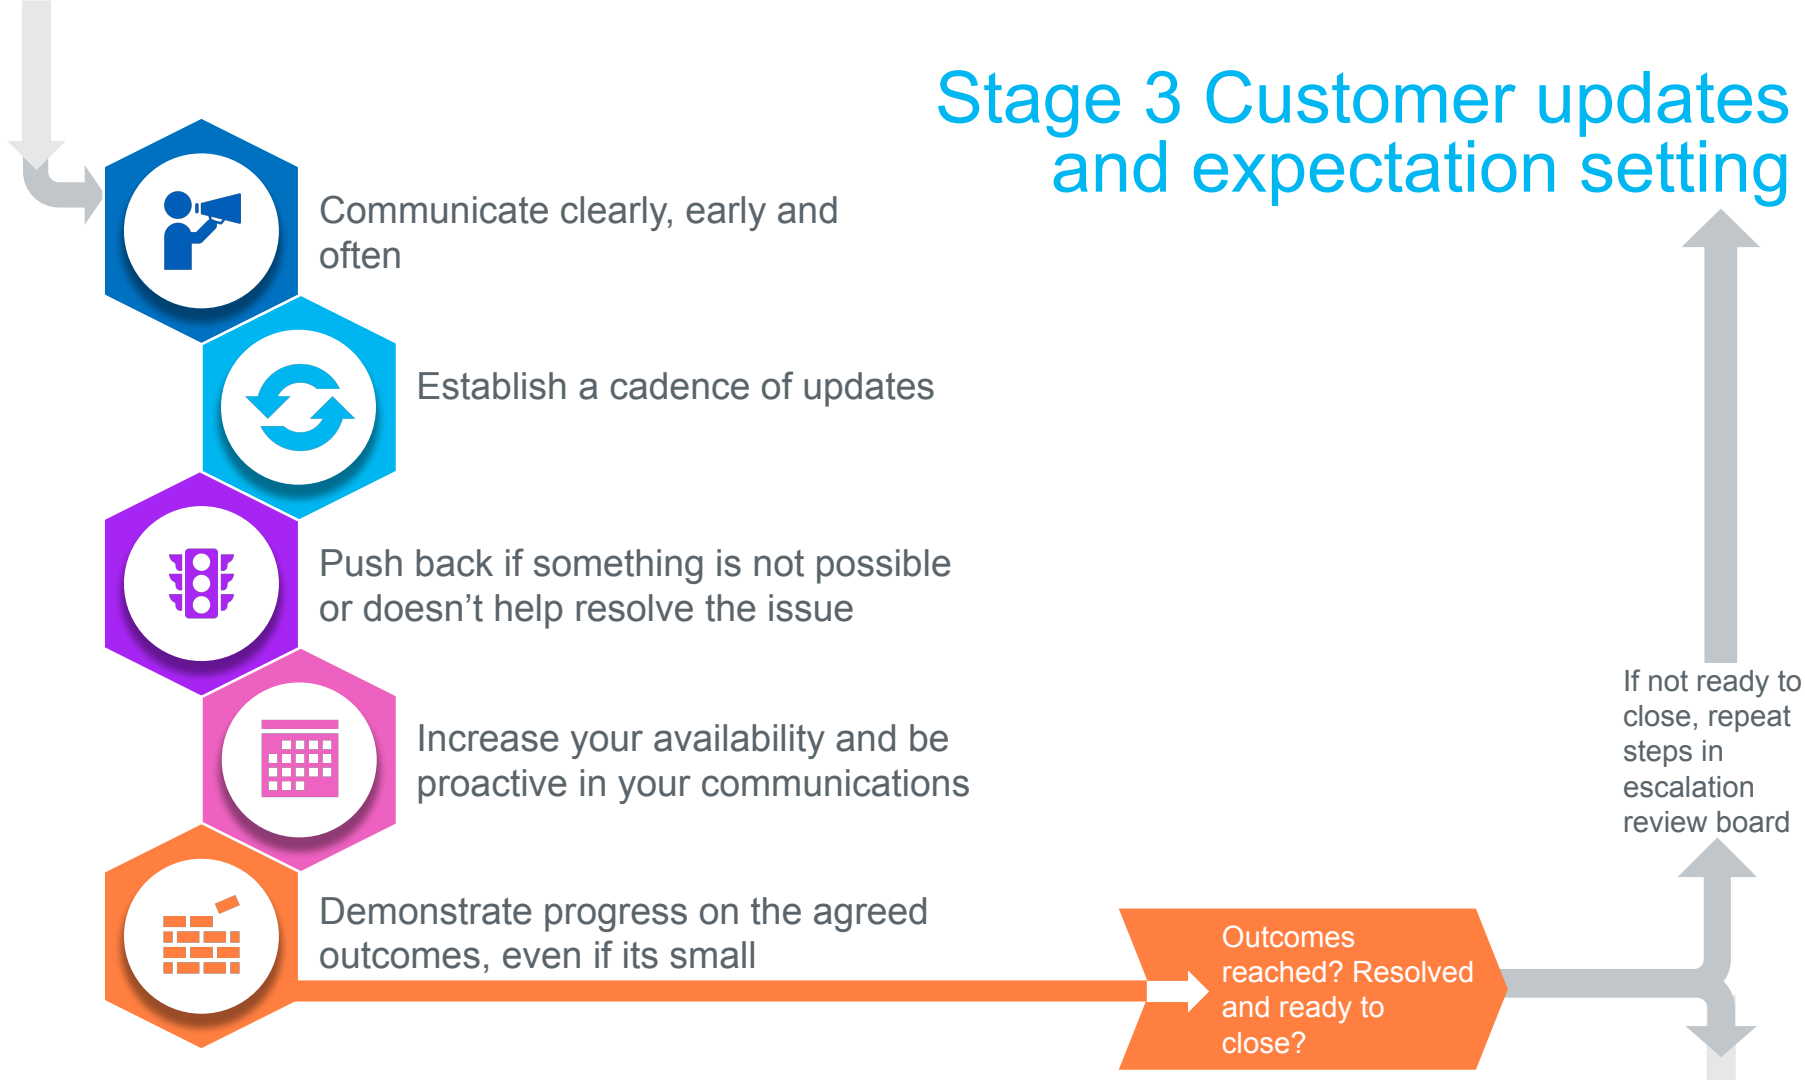 Stage 3 Customer updates
and expectation setting
Communicate clearly, early and
often
Establish a cadence of updates
Push back if something is not possible
or doesn’t help resolve the issue
Increase your availability and be
proactive in your communications
Demonstrate progress on the agreed
outcomes, even if its small
Outcomes
reached? Resolved
and ready to
close?
If not ready to
close, repeat
steps in
escalation
review board